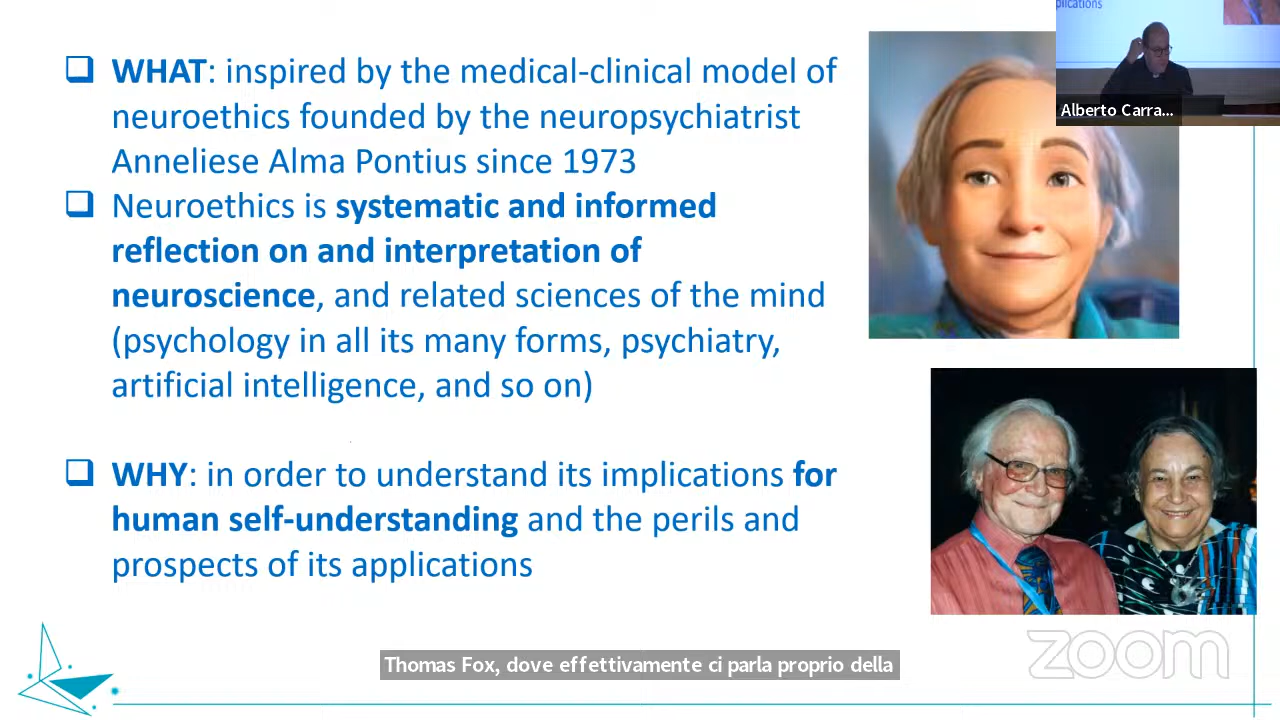 plications
Alberto Carra...
WHAT: inspired by the medical-clinical model of
neuroethics founded by the neuropsychiatrist
Anneliese Alma Pontius since 1973
Neuroethics is systematic and informed
reflection on and interpretation of
neuroscience, and related sciences of the mind
(psychology in all its many forms, psychiatry,
artificial intelligence, and so on)
WHY: in order to understand its implications for
human self-understanding and the perils and
prospects of its applications
Thomas Fox, dove effettivamente ci parla proprio della
zoom